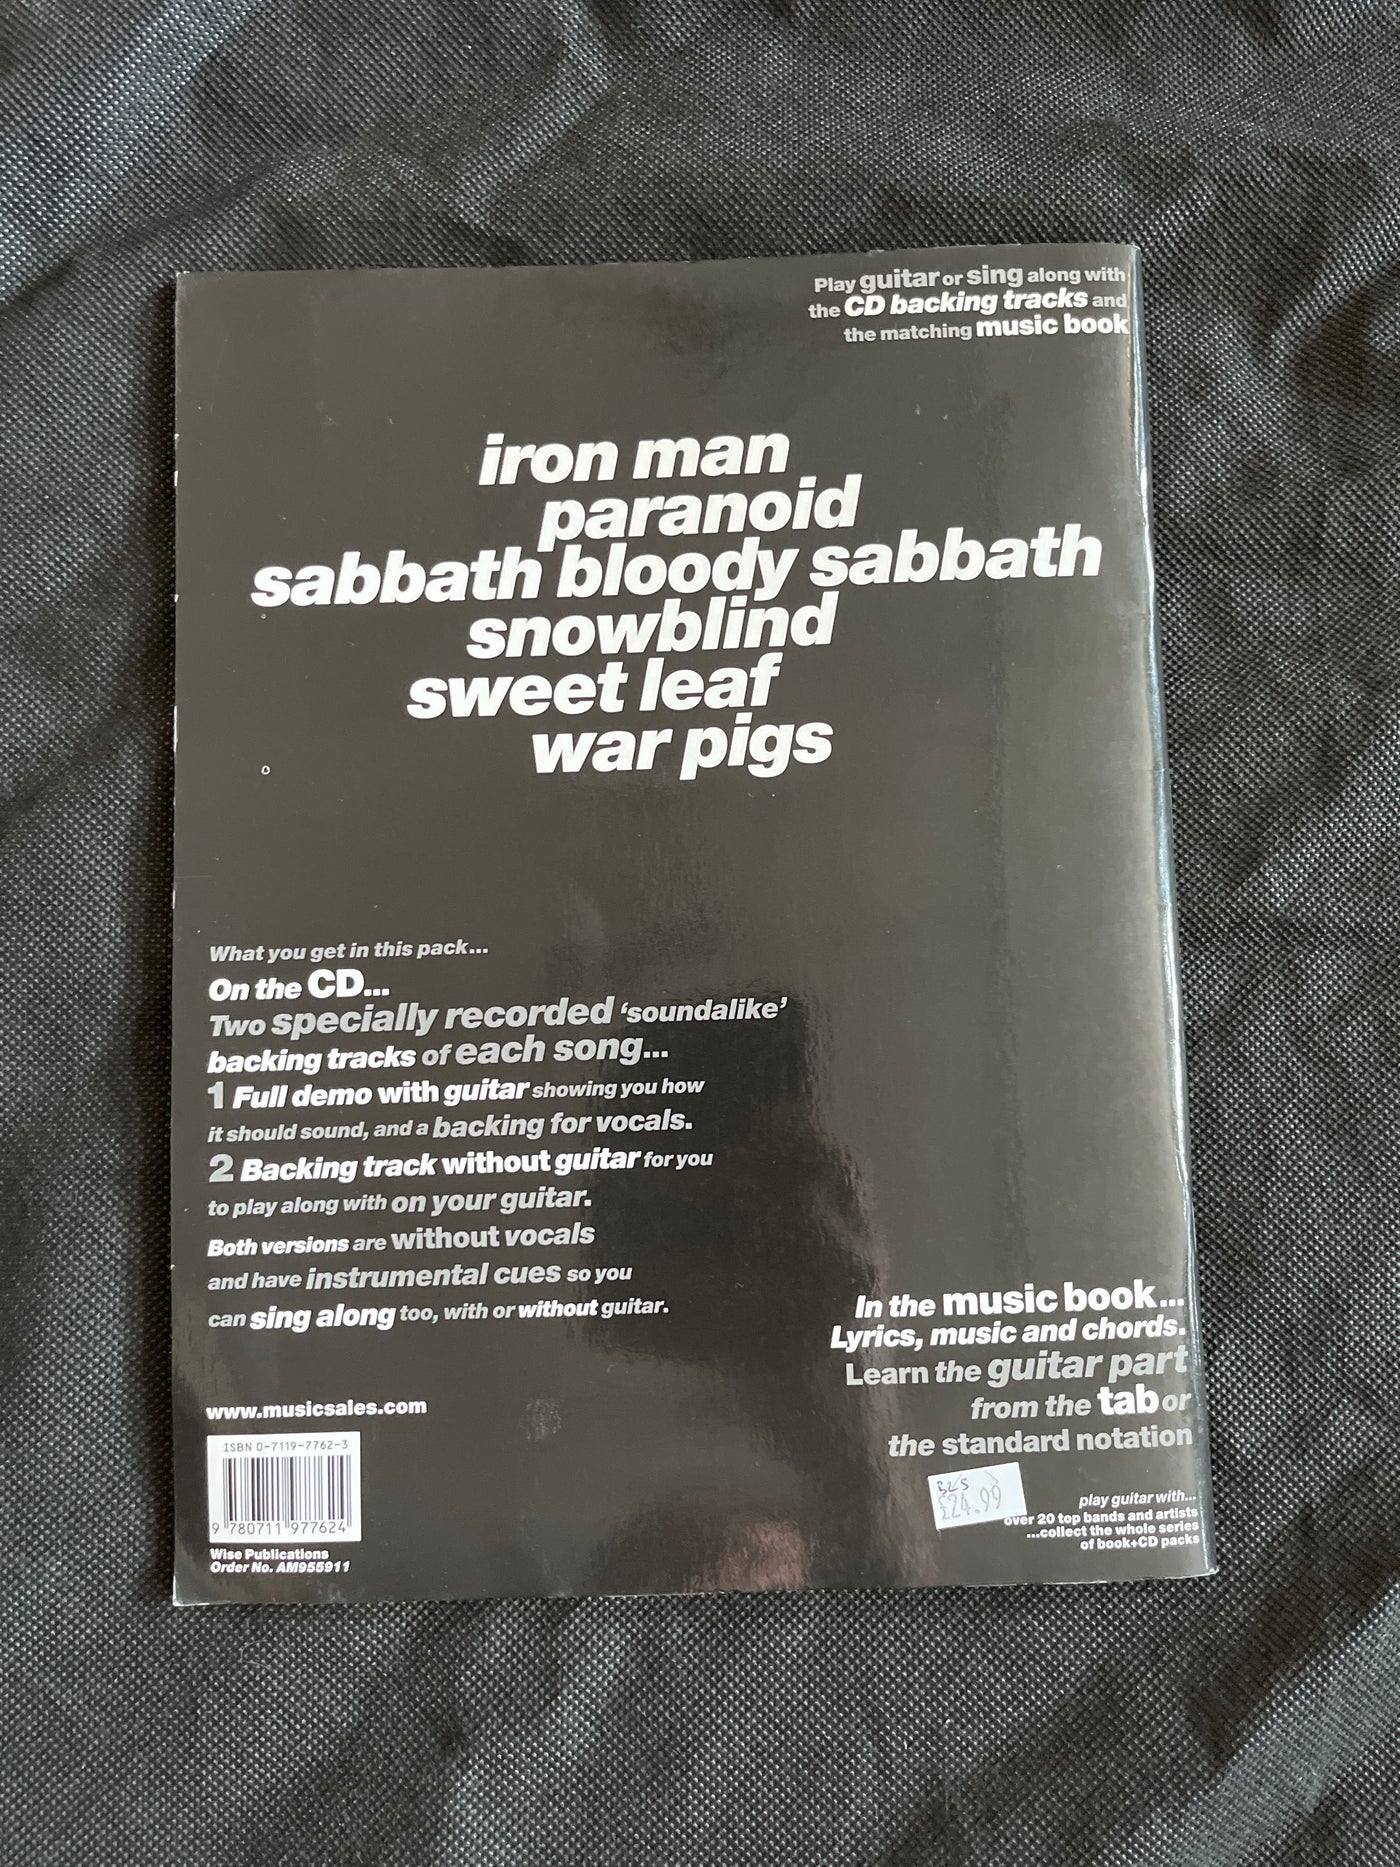 Play guitar or sing along with
the CD backing tracks and
the matching music book
iron man
paranoid
sabbath bloody sabbath
snowblind
sweet leaf
war pigs
What you get in this pack...
On the CD...
Two specially recorded ‘soundalike’
backing tracks of each song...
1 Full demo with guitar showing you how
it should sound, and a backing for vocals.
2 Backing track without guitar for you
to play along with on your guitar.
Both versions are without vocals
and have instrumental cues so you
can sing along too, with or without guitar.
In the music book...
Lyrics, music and chords.
Learn the guitar part
from the tab or
the standard notation
www.musicsales.com
ISBN 0-7119-7762-3
9 780711 977624
Wise Publications
Order No. AM955911
£24.99
play guitar with...
over 20 top bands and artists
...collect the whole series
of book+CD packs